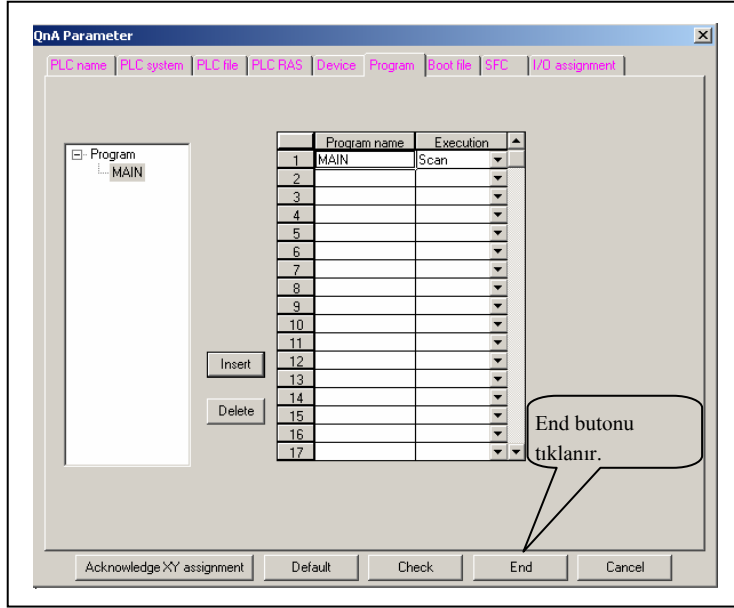 QnA Parameter
PLC name PLC system PLC file PLC RAS Device Program Boot file SFC I/O assignment
Program
MAIN
Program name Execution
1 MAIN Scan
2
3
4
5
6
7
8
9
10
11
12
13
14
15
16
17
Insert
Delete
End butonu
tıklanır.
Acknowledge XY assignment Default Check End Cancel